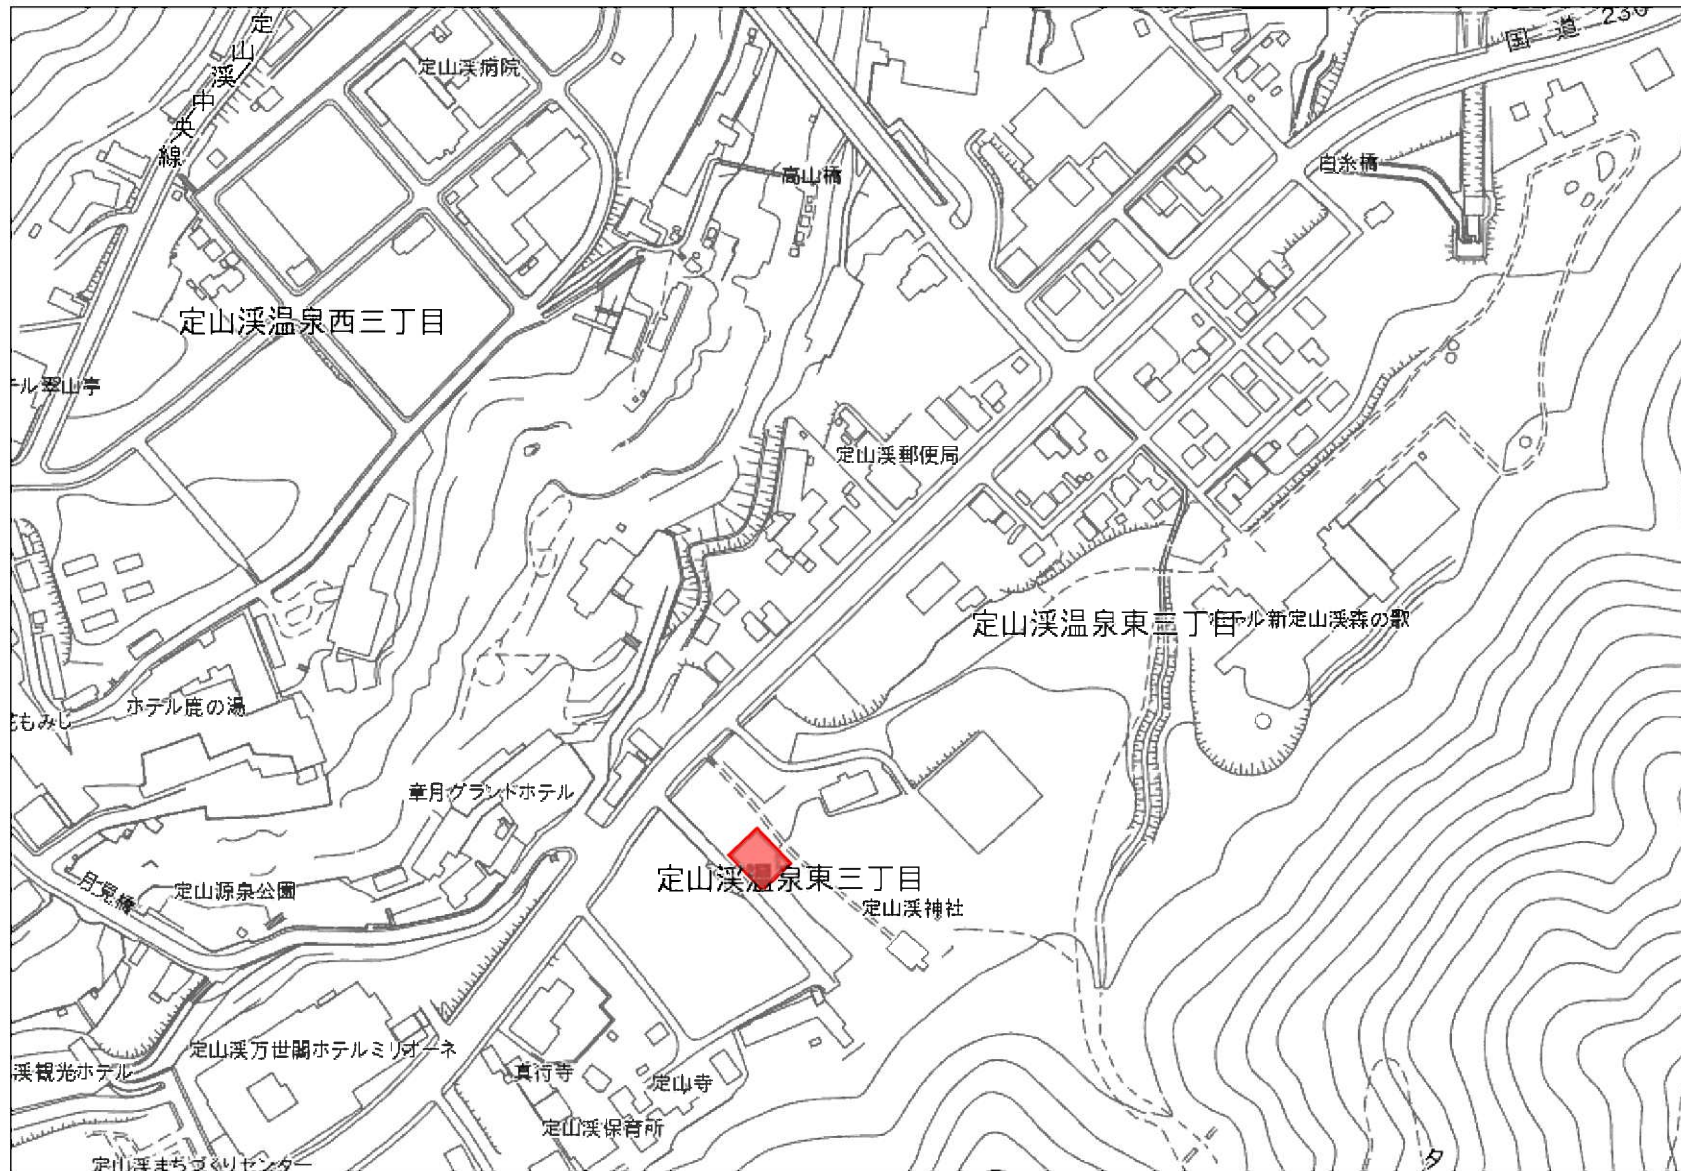 定山渓中央線
定山渓病院
国道 230
高山橋
白糸橋
定山渓温泉西三丁目
テル翠山亭
定山渓郵便局
定山渓温泉東三丁目
ホテル新定山渓森の歌
ホテル鹿の湯
花もみじ
章月グランドホテル
定山渓温泉東三丁目
月見橋
定山源泉公園
定山渓神社
定山渓万世閣ホテルミリオーネ
渓観光ホテル
真行寺
定山寺
定山渓保育所
定山渓まちづくりセンター
夕